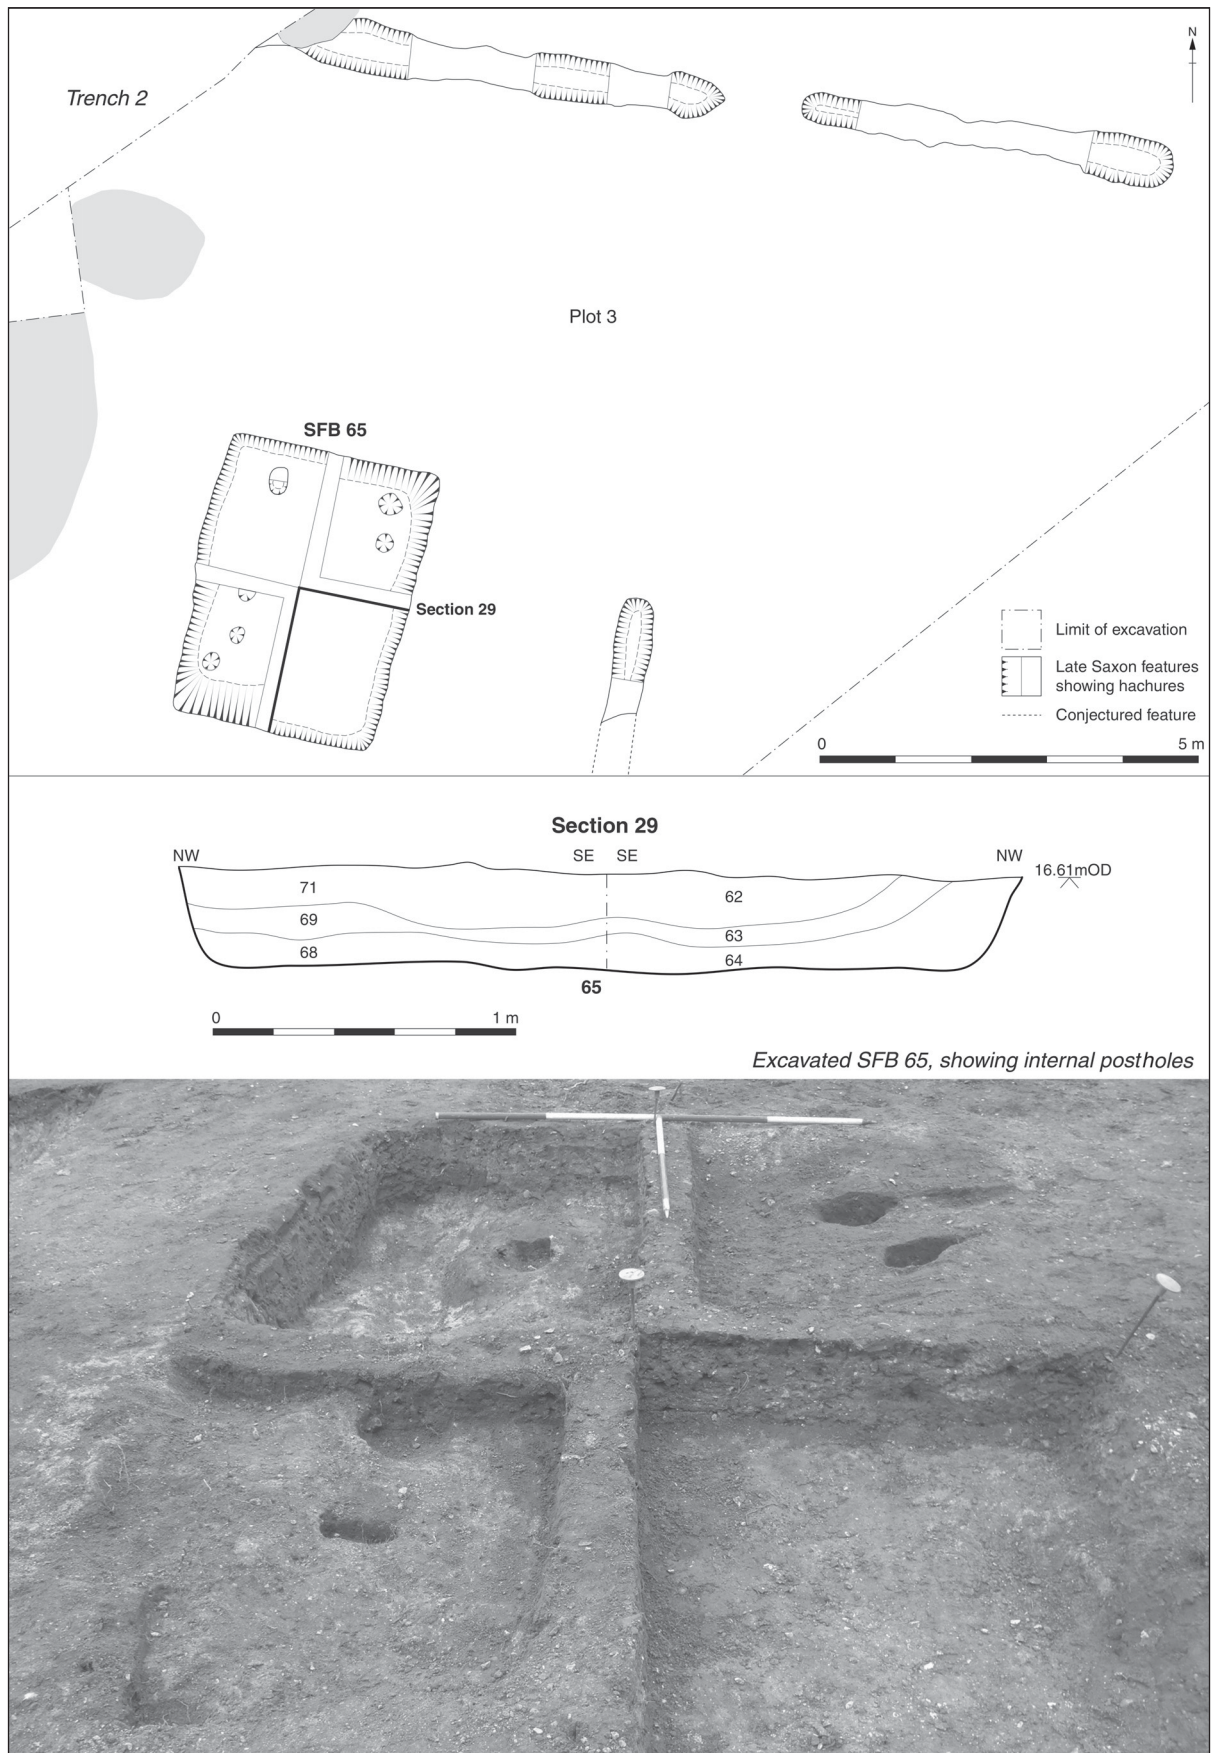 N
Trench 2
Plot 3
SFB 65
Section 29
Limit of excavation
Late Saxon features
showing hachures
Conjectured feature
0 5 m
Section 29
NW SE SE NW
16.61mOD
71 62
69 63
68 64
65
0 1 m
Excavated SFB 65, showing internal postholes